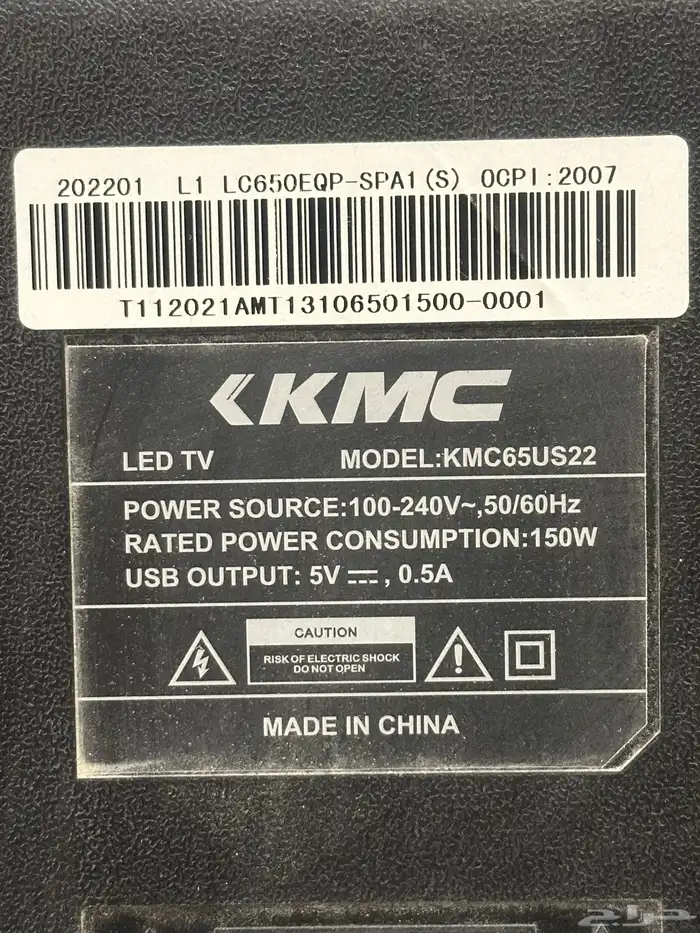 202201 L1 LC650EQP-SPA1(S) OCPI:2007
T112021AMT13106501500-0001
KMC
LED TV MODEL:KMC65US22
POWER SOURCE:100-240V~,50/60Hz
RATED POWER CONSUMPTION:150W
USB OUTPUT: 5V ⎓, 0.5A
CAUTION
RISK OF ELECTRIC SHOCK
DO NOT OPEN
MADE IN CHINA
حراج